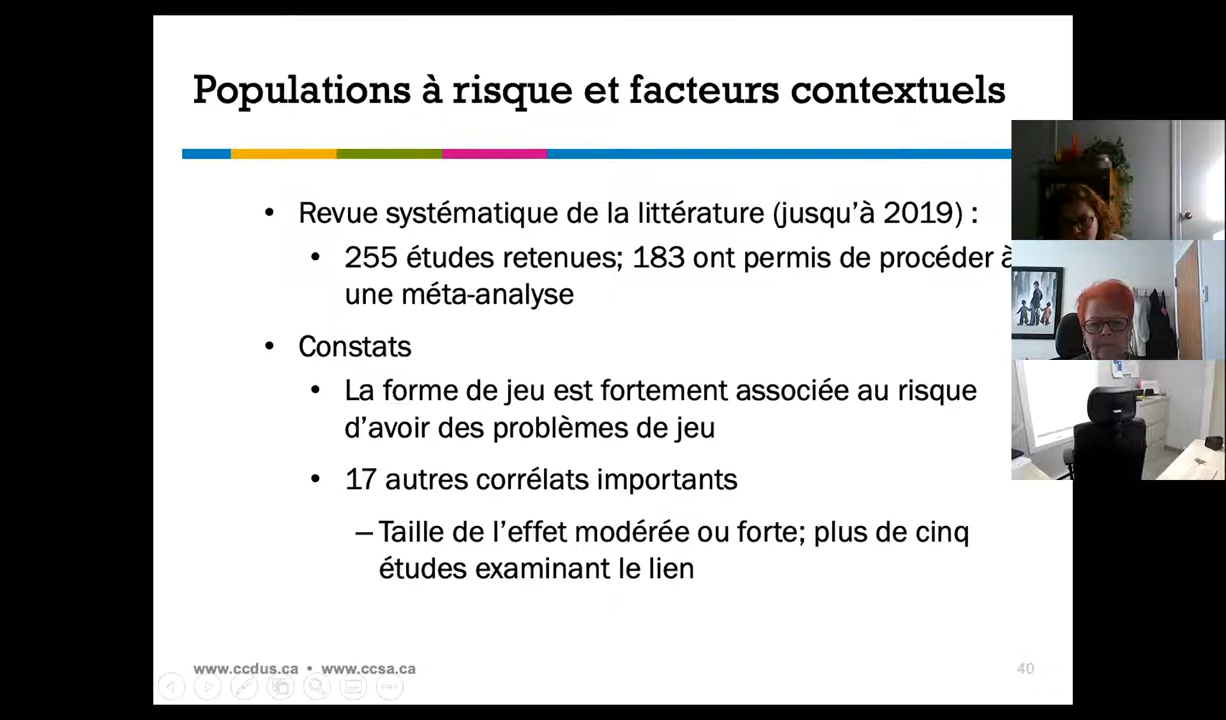 Populations à risque et facteurs contextuels
• Revue systématique de la littérature (jusqu’à 2019) :
• 255 études retenues; 183 ont permis de procéder à
une méta-analyse
• Constats
• La forme de jeu est fortement associée au risque
d’avoir des problèmes de jeu
• 17 autres corrélats importants
– Taille de l’effet modérée ou forte; plus de cinq
études examinant le lien
www.ccdus.ca • www.ccsa.ca
40